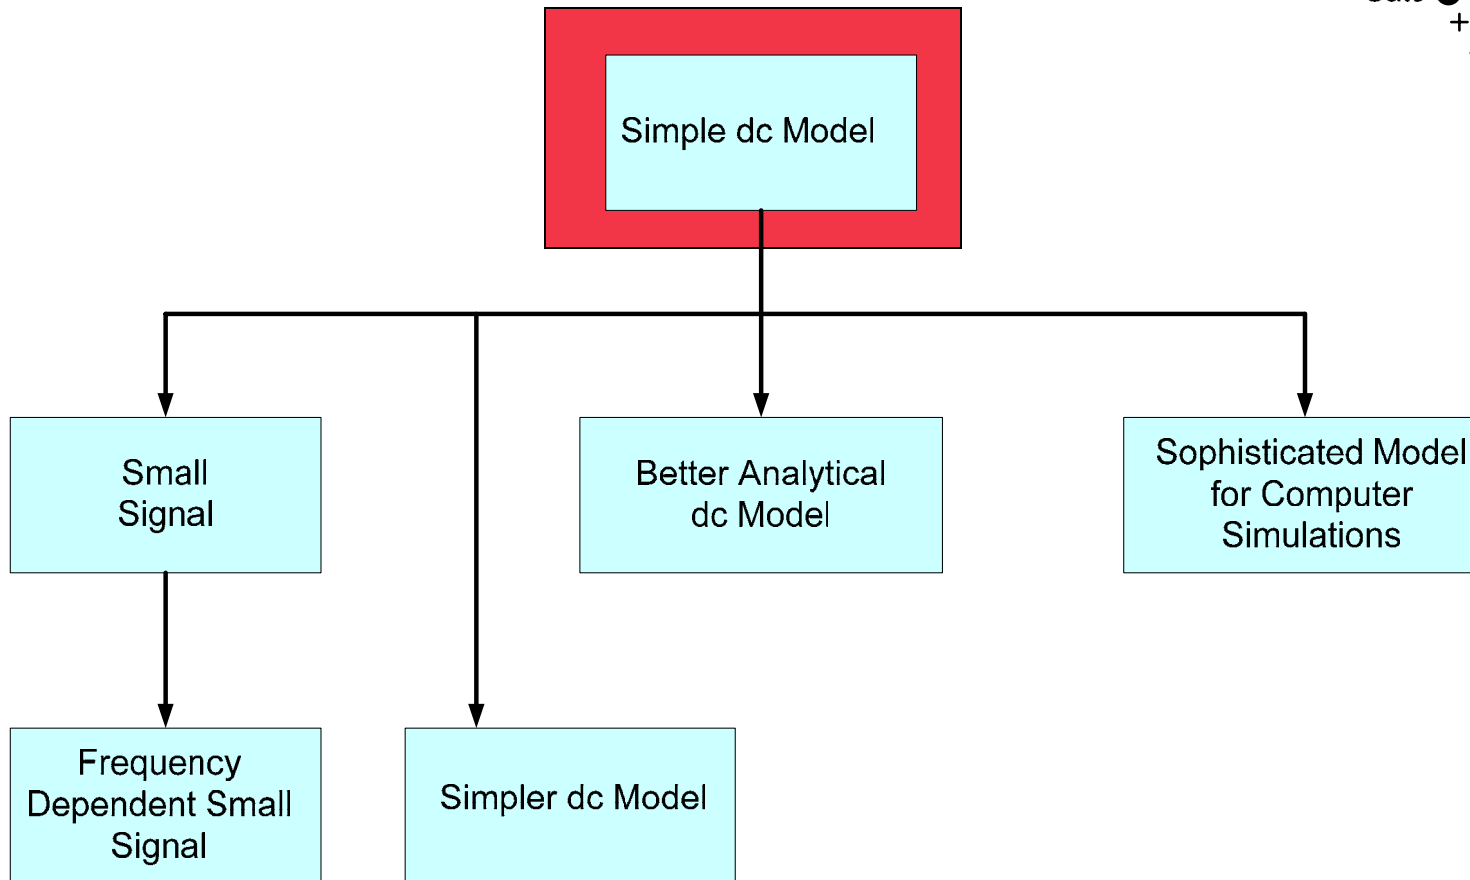 +
Simple dc Model
Small
Signal
Better Analytical
dc Model
Sophisticated Model
for Computer
Simulations
Frequency
Dependent Small
Signal
Simpler dc Model